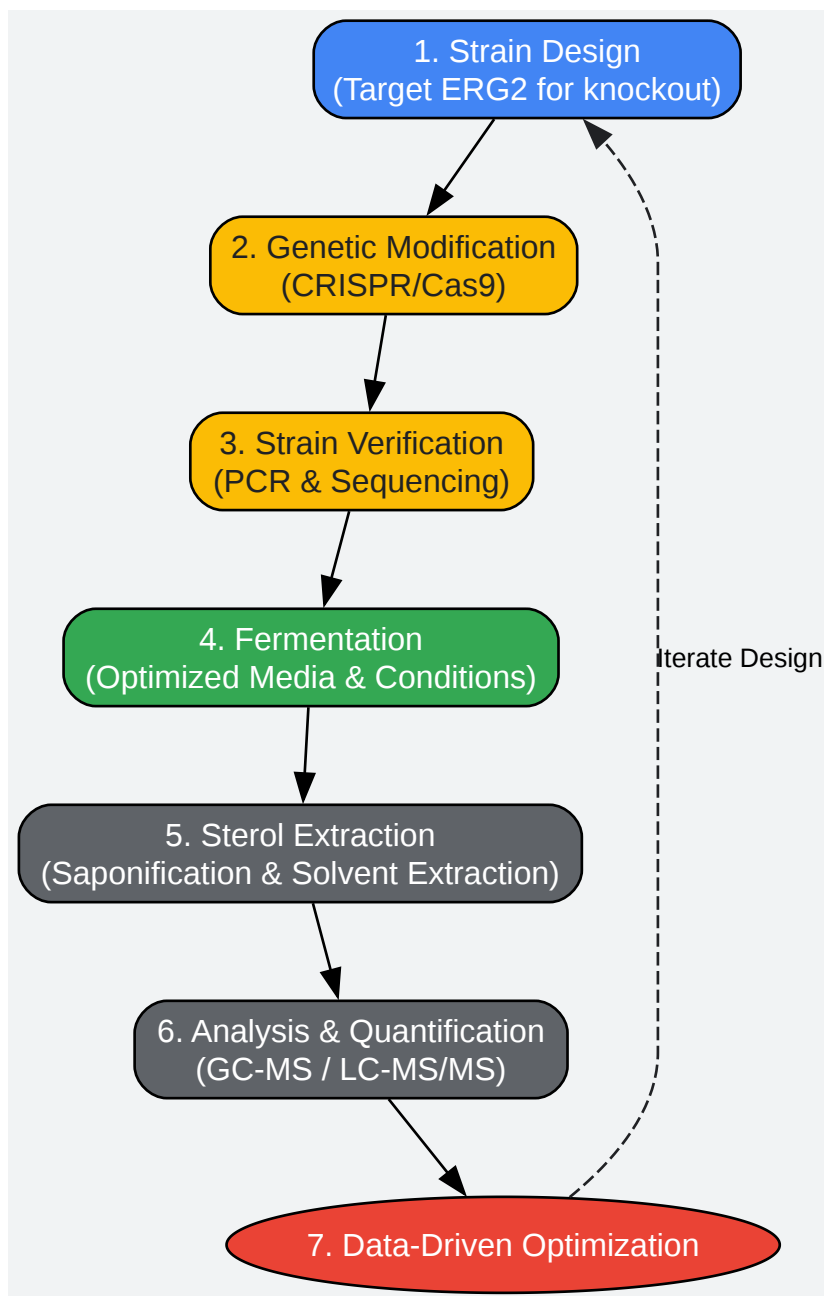 1. Strain Design
(Target ERG2 for knockout)
2. Genetic Modification
(CRISPR/Cas9)
3. Strain Verification
(PCR & Sequencing)
4. Fermentation
(Optimized Media & Conditions)
Iterate Design
5. Sterol Extraction
(Saponification & Solvent Extraction)
6. Analysis & Quantification
(GC-MS / LC-MS/MS)
7. Data-Driven Optimization